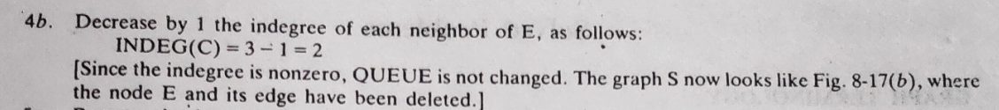 4b. Decrease by 1 the indegree of each neighbor of E, as follows:
INDEG(C) = 3 - 1 = 2
[Since the indegree is nonzero, QUEUE is not changed. The graph S now looks like Fig. 8-17(b), where
the node E and its edge have been deleted.]